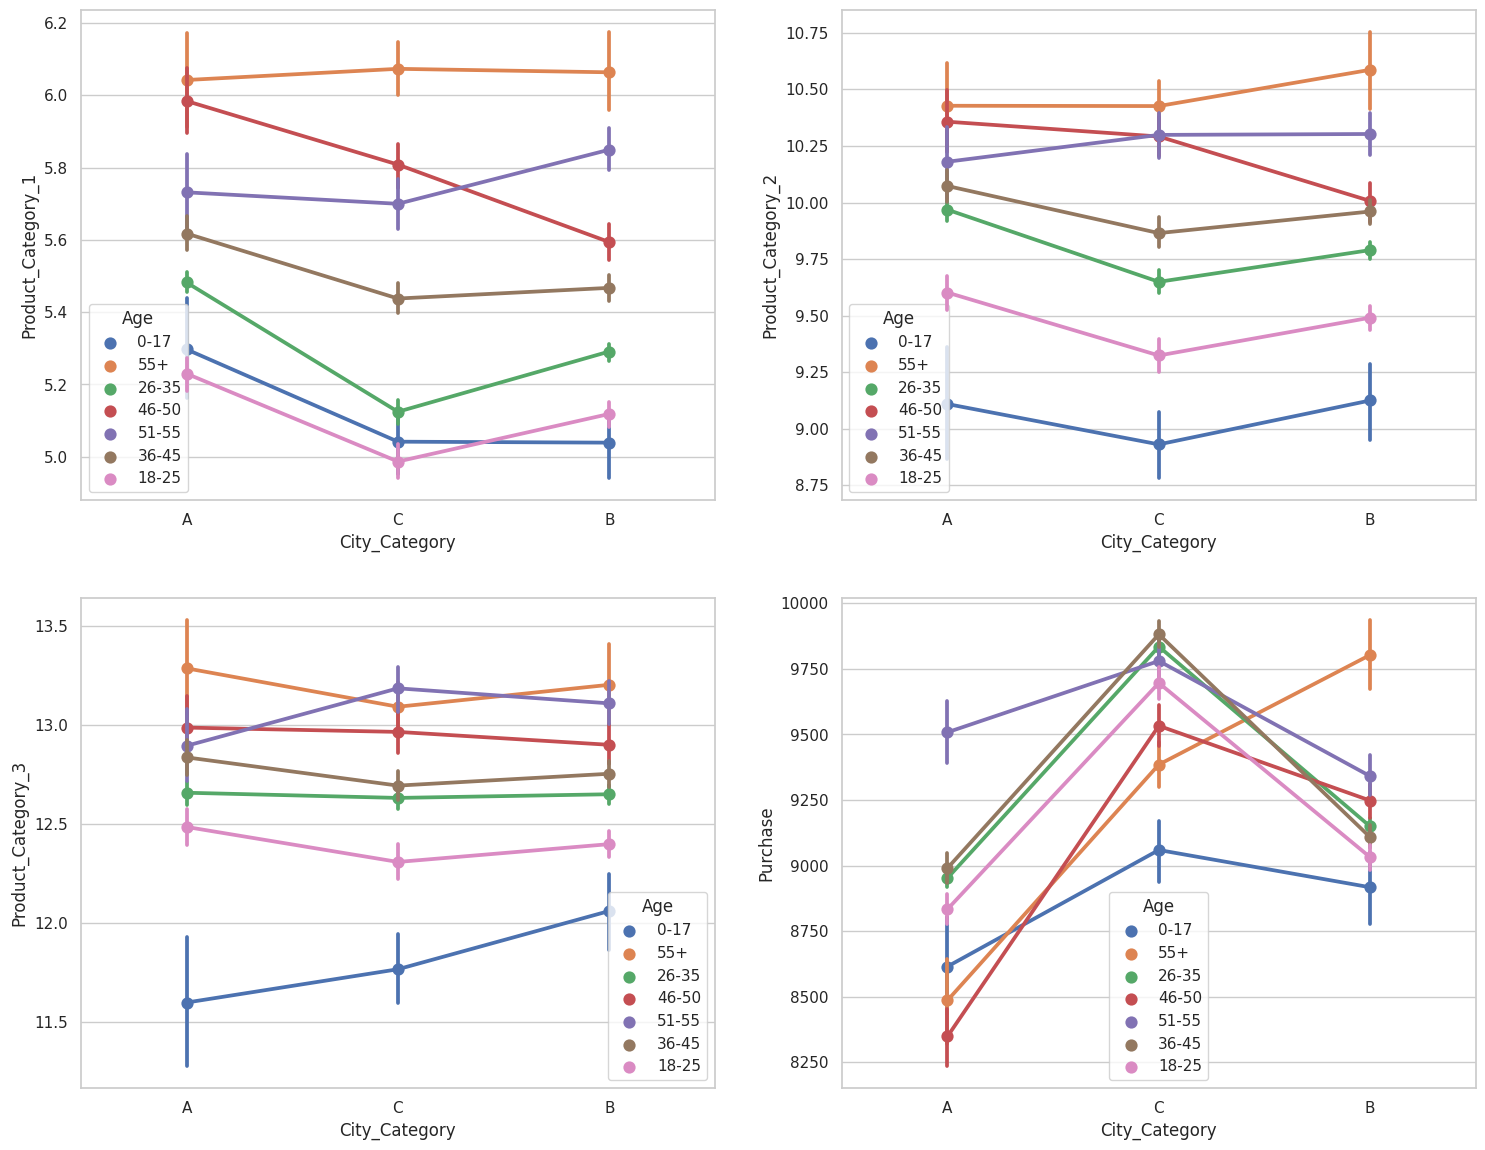 Product_Category_1
6.2
6.0
5.8
5.6
5.4
5.2
5.0
Age
0-17
55+
26-35
46-50
51-55
36-45
18-25
A
C
B
City_Category
Product_Category_2
10.75
10.50
10.25
10.00
9.75
9.50
9.25
9.00
8.75
Age
0-17
55+
26-35
46-50
51-55
36-45
18-25
A
C
B
City_Category
Product_Category_3
13.5
13.0
12.5
12.0
11.5
Age
0-17
55+
26-35
46-50
51-55
36-45
18-25
A
C
B
City_Category
Purchase
10000
9750
9500
9250
9000
8750
8500
8250
Age
0-17
55+
26-35
46-50
51-55
36-45
18-25
A
C
B
City_Category